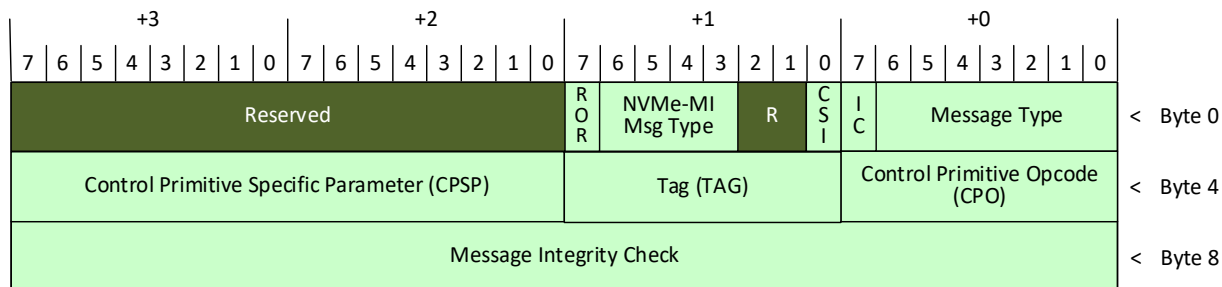 +3 +2 +1 +0
7 6 5 4 3 2 1 0 7 6 5 4 3 2 1 0 7 6 5 4 3 2 1 0 7 6 5 4 3 2 1 0
Reserved ROR NVMe-MI Msg Type R CSI IC Message Type < Byte 0
Control Primitive Specific Parameter (CPSP) Tag (TAG) Control Primitive Opcode (CPO) < Byte 4
Message Integrity Check < Byte 8